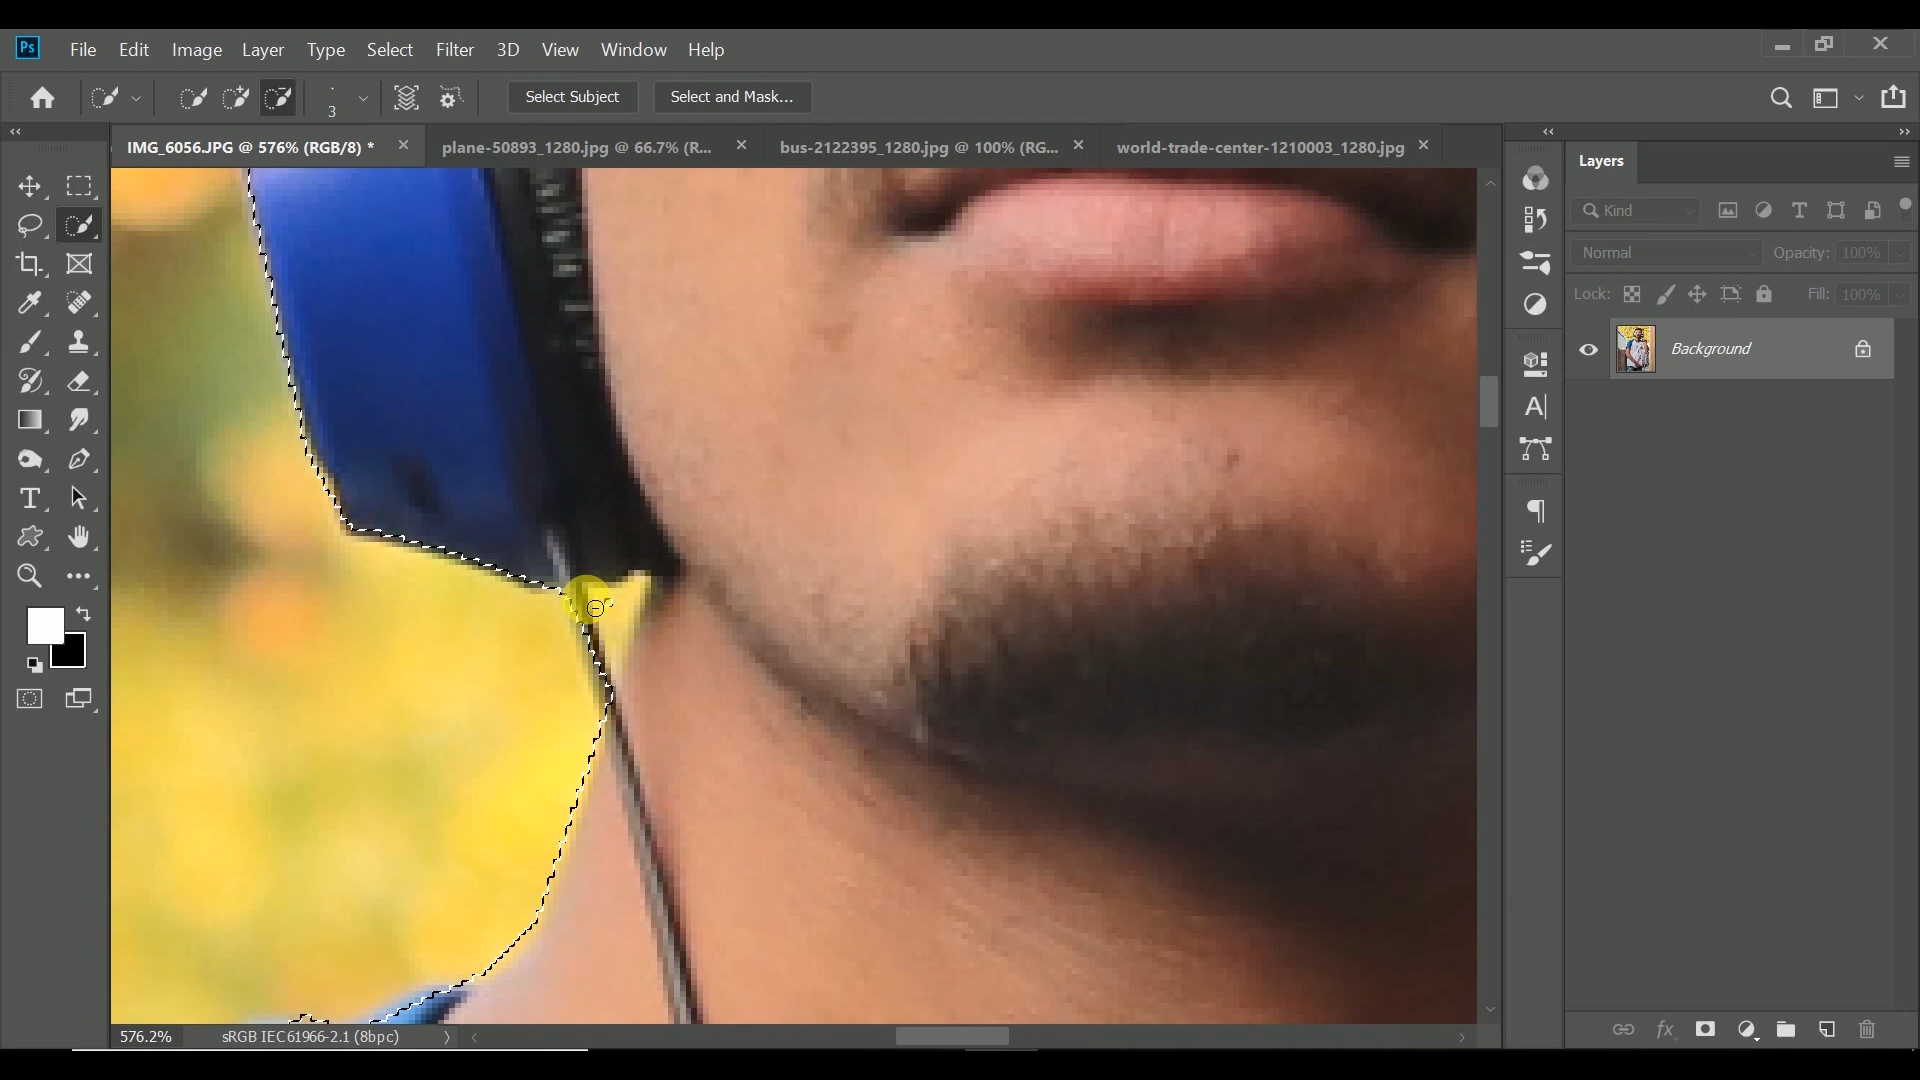 Ps File Edit Image Layer Type Select Filter 3D View Window Help
3 Select Subject Select and Mask...
IMG_6056.JPG @ 576% (RGB/8) * plane-50893_1280.jpg @ 66.7% (R... bus-2122395_1280.jpg @ 100% (RG... world-trade-center-1210003_1280.jpg
Layers
Kind
Normal Opacity: 100%
Lock: Fill: 100%
Background
576.2% sRGB IEC61966-2.1 (8bpc)